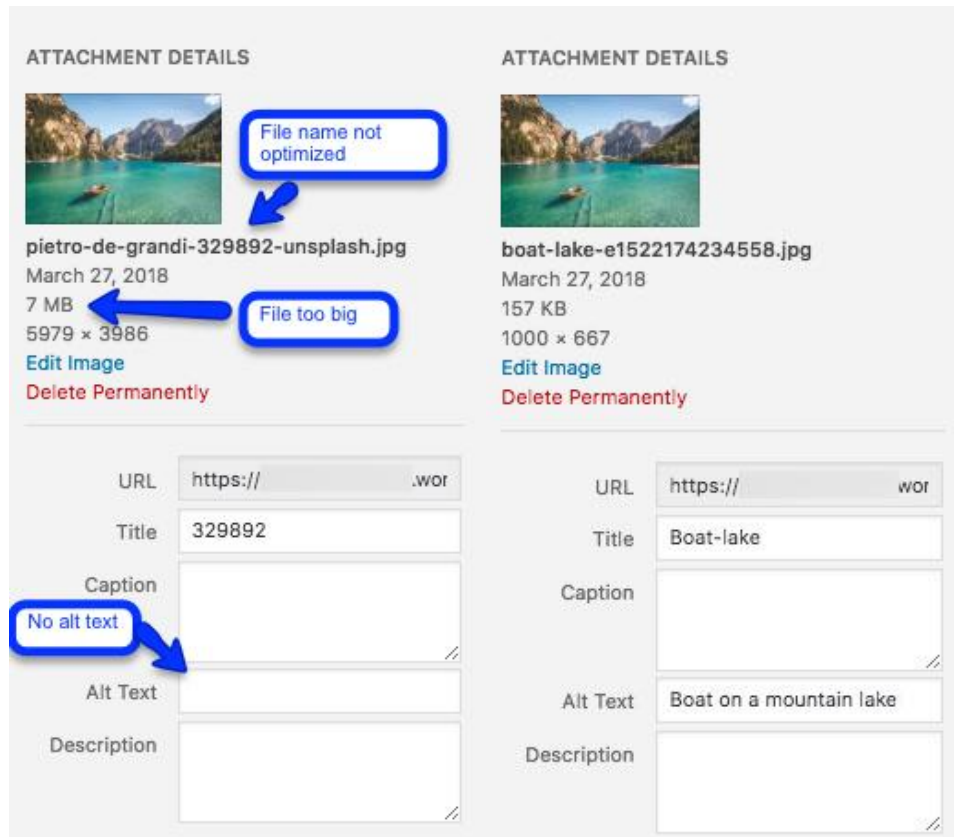 ATTACHMENT DETAILS
File name not
optimized
pietro-de-grandi-329892-unsplash.jpg
March 27, 2018
7 MB
File too big
5979 × 3986
Edit Image
Delete Permanently
URL https:// .wor
Title 329892
Caption
No alt text
Alt Text
Description
ATTACHMENT DETAILS
boat-lake-e1522174234558.jpg
March 27, 2018
157 KB
1000 × 667
Edit Image
Delete Permanently
URL https:// wor
Title Boat-lake
Caption
Alt Text Boat on a mountain lake
Description